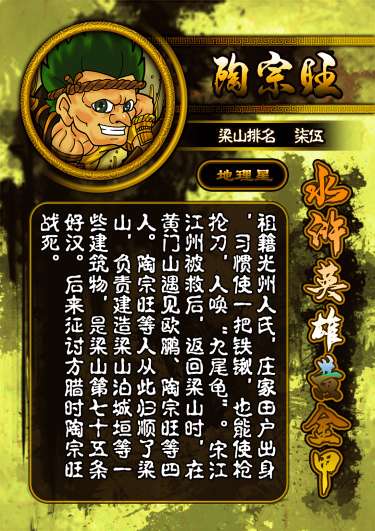 陶宗旺
梁山排名 柒伍
地理星
水浒英雄黄金甲
祖籍光州人氏，庄家田户出身
，习惯使一把铁锹，也能使枪
抡刀，人唤“九尾龟”。宋江
江州被救后，返回梁山时，在
黄门山遇见欧鹏、陶宗旺等四
人。陶宗旺等人从此归顺了梁
山，负责建造梁山泊城垣等一
些建筑物，是梁山第七十五条
好汉。后来征讨方腊时陶宗旺
战死。